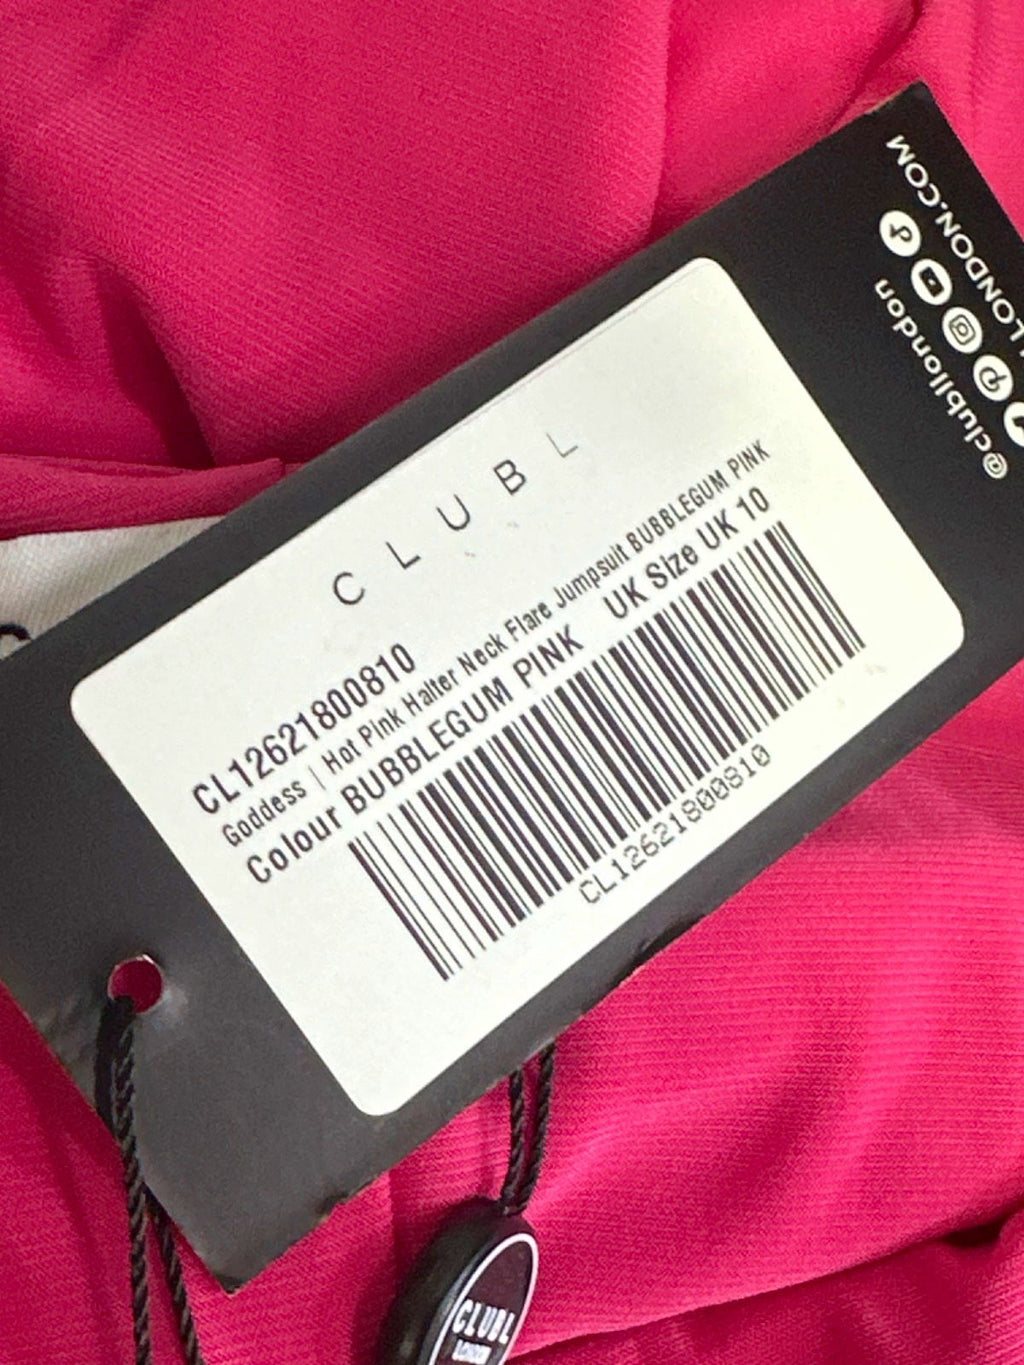 CLUBL
CL12621800810
Goddess | Hot Pink Halter Neck Flare Jumpsuit BUBBLEGUM PINK
Colour BUBBLEGUM PINK UK Size UK 10
CL12621800810
LONDON.COM
@clubllondon
CLUBL
LONDON